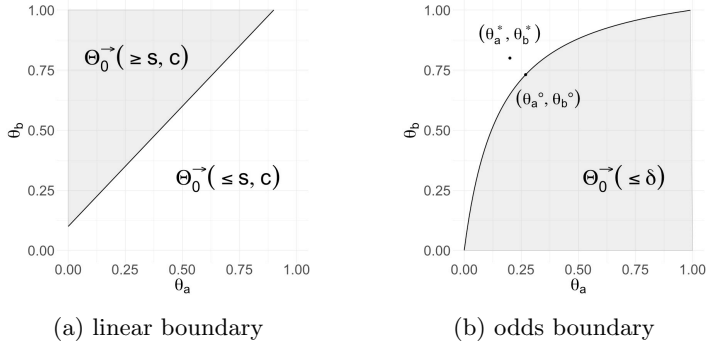 1.00
0.75
0.50
0.25
0.00
θb
Θ0→(≥ s, c)
Θ0→(≤ s, c)
0.00 0.25 0.50 0.75 1.00
θa
(a) linear boundary
1.00
0.75
0.50
0.25
0.00
θb
(θa*, θb*)
(θa°, θb°)
Θ0→(≤ δ)
0.00 0.25 0.50 0.75 1.00
θa
(b) odds boundary